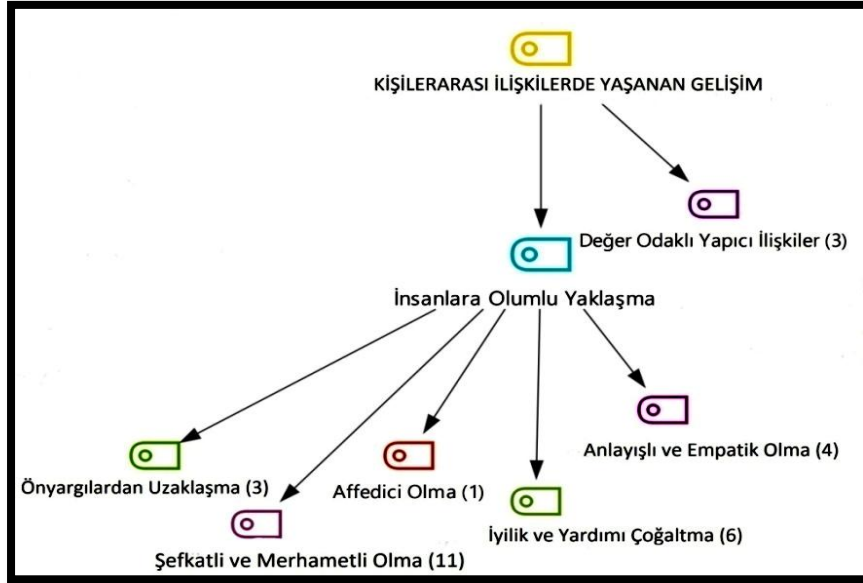 KİŞİLERARASI İLİŞKİLERDE YAŞANAN GELİŞİM
Değer Odaklı Yapıcı İlişkiler (3)
İnsanlara Olumlu Yaklaşma
Anlayışlı ve Empatik Olma (4)
Önyargılardan Uzaklaşma (3)
Affedici Olma (1)
İyilik ve Yardımı Çoğaltma (6)
Şefkatli ve Merhametli Olma (11)